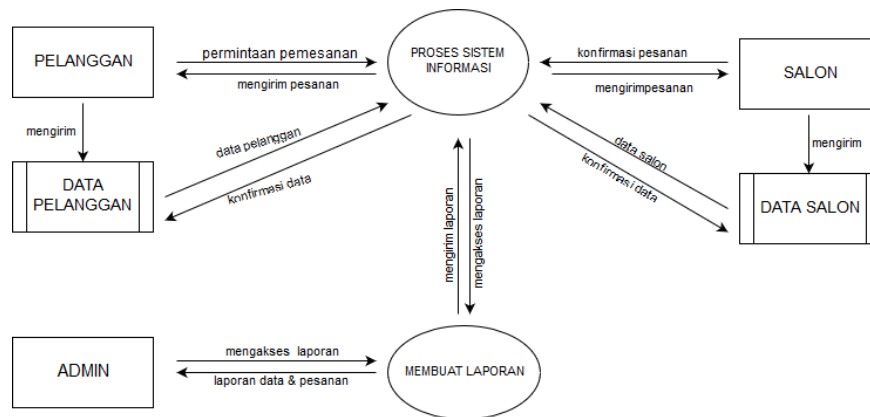 PELANGGAN
permintaan pemesanan
mengirim pesanan
PROSES SISTEM
INFORMASI
konfirmasi pesanan
mengirimpesanan
SALON
mengirim
data pelanggan
konfirmasi data
DATA
PELANGGAN
data salon
konfirmasi data
mengirim
DATA SALON
mengirim laporan
mengakses laporan
ADMIN
mengakses laporan
laporan data & pesanan
MEMBUAT LAPORAN